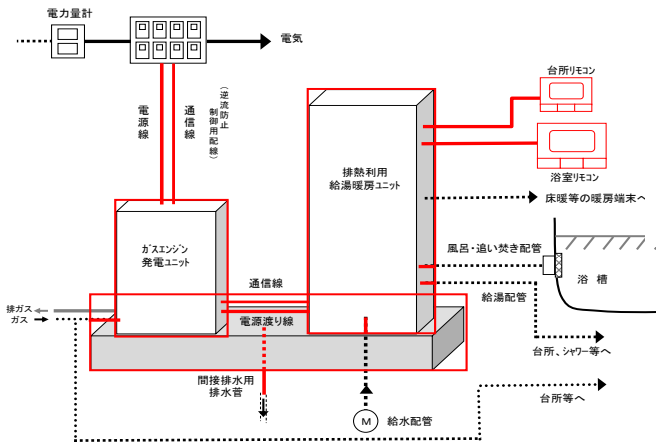 電力量計
電気
電源線
通信線
(逆流防止
制御用配線)
台所リモコン
浴室リモコン
排熱利用
給湯暖房ユニット
床暖等の暖房端末へ
ガスエンジン
発電ユニット
風呂・追い焚き配管
浴 槽
通信線
給湯配管
排ガス
ガス
電源渡り線
台所、シャワー等へ
間接排水用
排水菅
台所等へ
M
給水配管